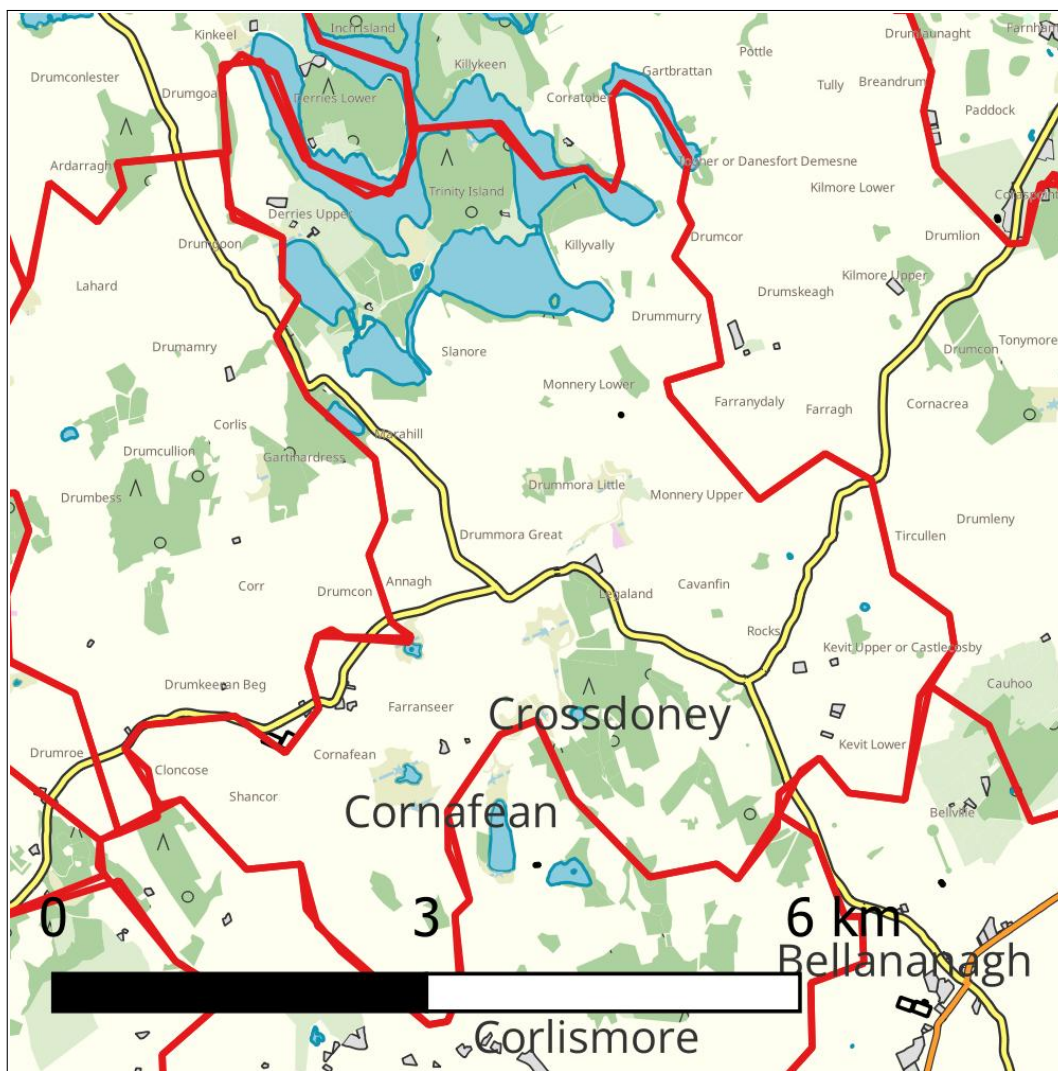 Inch Island
Farnham
Kinkeel
Drumlaunaght
Pottle
Killykeen
Gartbrattan
Drumconlester
Tully
Breandrum
Drumgoa
Derries Lower
Corratober
Paddock
Ardarragh
Togher or Danesfort Demesne
Trinity Island
Kilmore Lower
Derries Upper
Drumgoon
Killyvally
Drumcor
Drumlion
Lahard
Kilmore Upper
Drumskeagh
Drummurry
Drumamry
Slanore
Drumcon
Tonymore
Monnery Lower
Farranydaly
Farragh
Cornacrea
Corlis
Macahill
Drumcullion
Gartinardress
Drumbess
Drummora Little
Monnery Upper
Drumleny
Drummora Great
Tircullen
Corr
Drumcon
Annagh
Legaland
Cavanfin
Rocks
Kevit Upper or Castlecosby
Drumkeeran Beg
Cauhoo
Farranseer
Crossdoney
Drumroe
Cornafean
Kevit Lower
Cloncose
Shancor
Cornafean
Bellville
0
3
6 km
Bellananagh
Corlismore